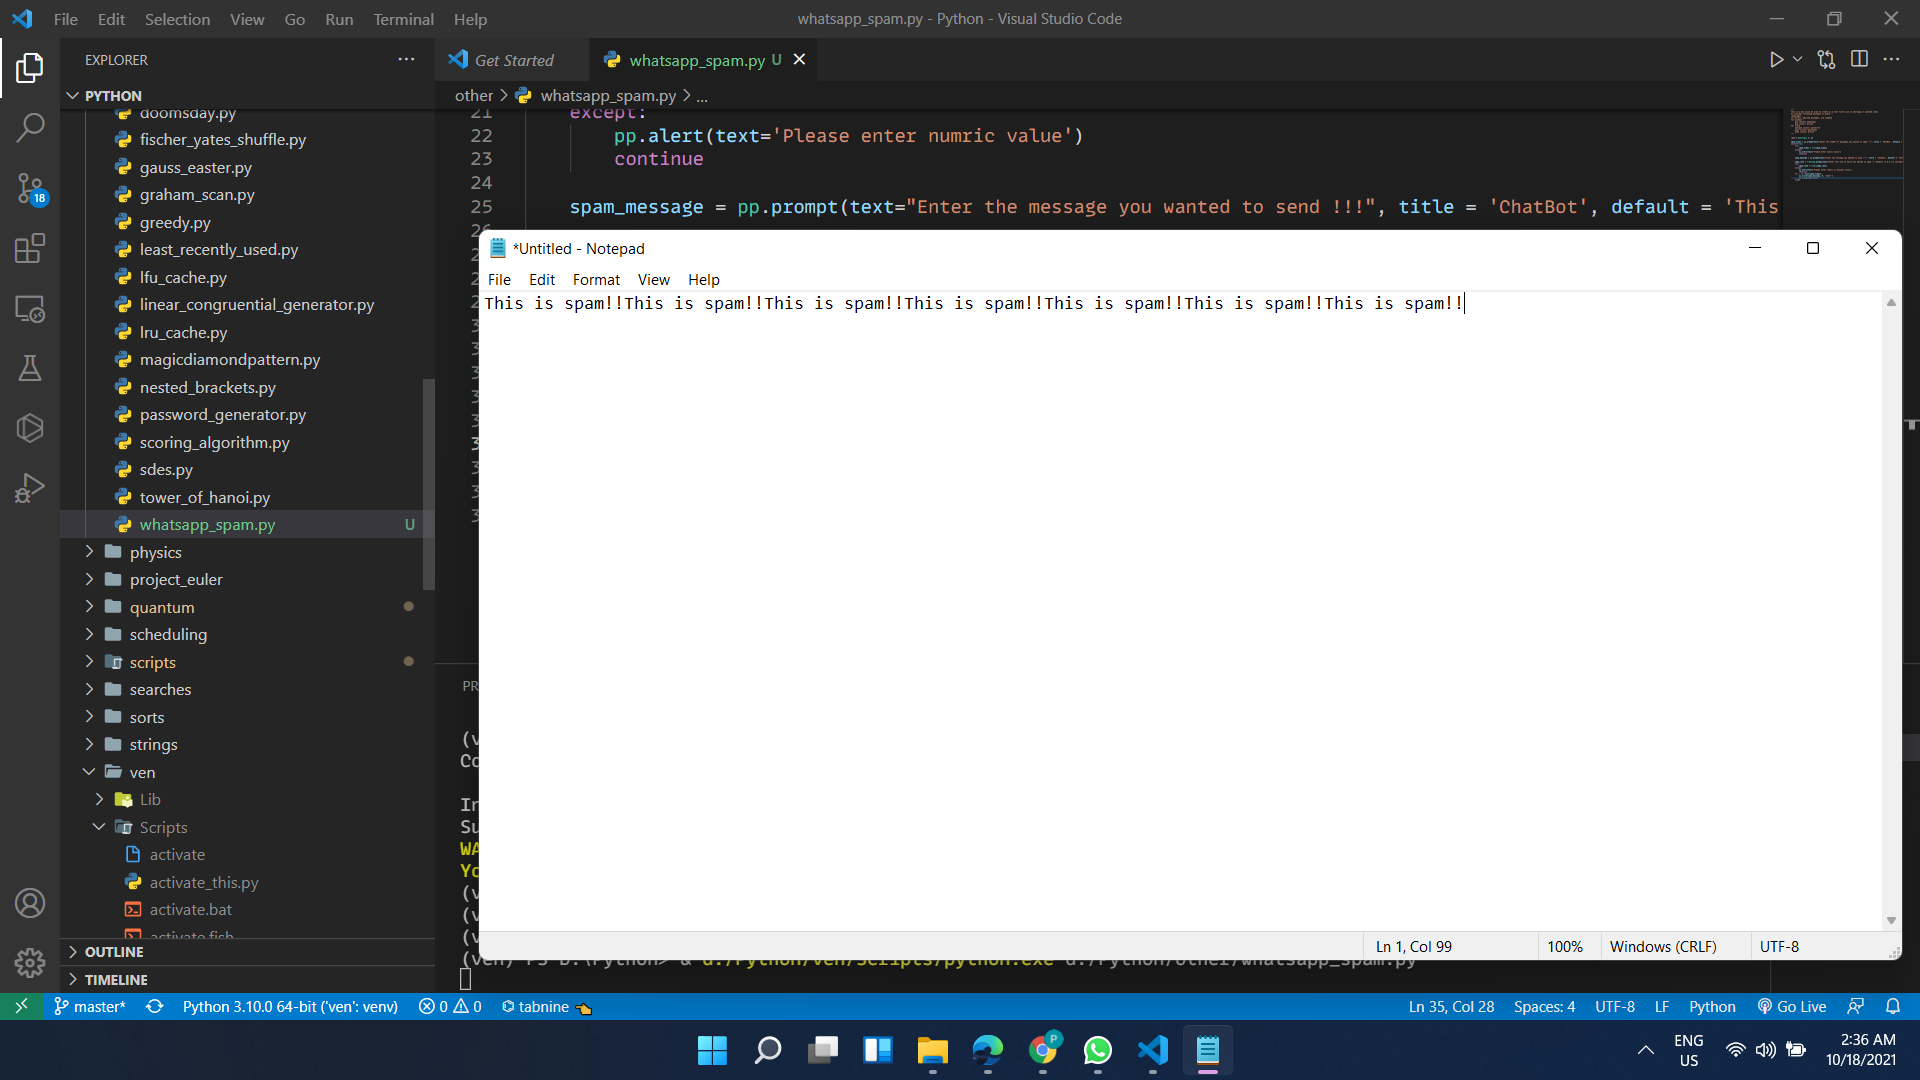 File Edit Selection View Go Run Terminal Help
whatsapp_spam.py - Python - Visual Studio Code
EXPLORER
PYTHON
doomsday.py
fischer_yates_shuffle.py
gauss_easter.py
graham_scan.py
greedy.py
least_recently_used.py
lfu_cache.py
linear_congruential_generator.py
lru_cache.py
magicdiamondpattern.py
nested_brackets.py
password_generator.py
scoring_algorithm.py
sdes.py
tower_of_hanoi.py
whatsapp_spam.py U
physics
project_euler
quantum
scheduling
scripts
searches
sorts
strings
ven
Lib
Scripts
activate
activate_this.py
activate.bat
activate.fish
OUTLINE
TIMELINE
18
Get Started
whatsapp_spam.py U
other > whatsapp_spam.py > ...
21 except:
22 pp.alert(text='Please enter numric value')
23 continue
24
25 spam_message = pp.prompt(text="Enter the message you wanted to send !!!", title = 'ChatBot', default = 'This
*Untitled - Notepad
File Edit Format View Help
This is spam!!This is spam!!This is spam!!This is spam!!This is spam!!This is spam!!This is spam!!
Ln 1, Col 99 100% Windows (CRLF) UTF-8
(ven) PS D:\Python> & d:/Python/ven/Scripts/python.exe d:/Python/other/whatsapp_spam.py
master* Python 3.10.0 64-bit ('ven': venv) 0 0 tabnine
Ln 35, Col 28 Spaces: 4 UTF-8 LF Python Go Live
P
ENG
US
2:36 AM
10/18/2021